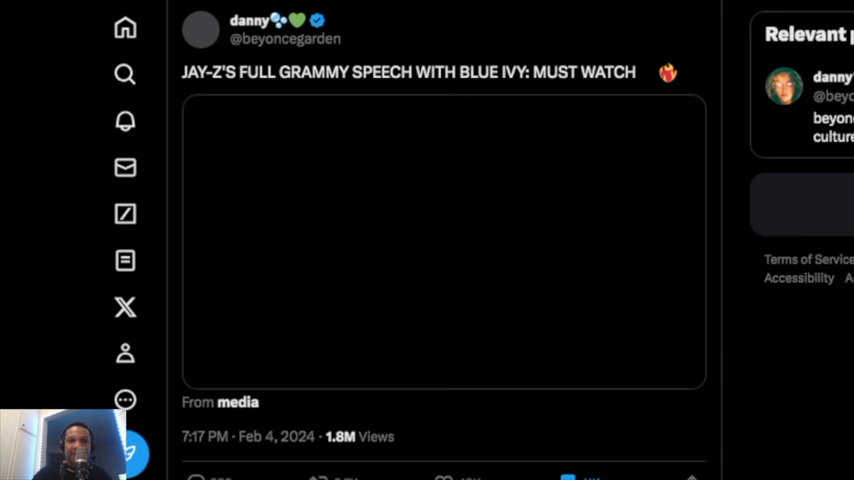 danny
@beyoncegarden
JAY-Z'S FULL GRAMMY SPEECH WITH BLUE IVY: MUST WATCH
From media
7:17 PM · Feb 4, 2024 · 1.8M Views
Relevant
danny
beyon
culture
Terms of Service
Accessibility